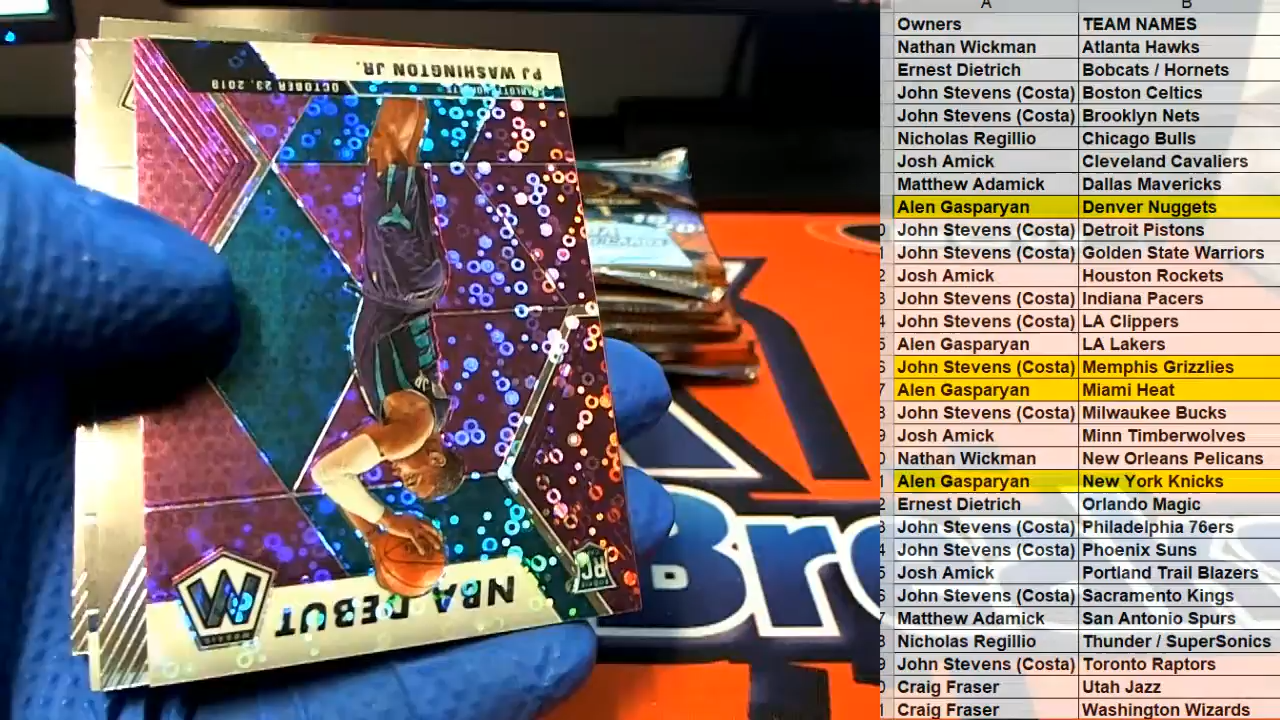 PJ WASHINGTON JR.
CHARLOTTE HORNETS
OCTOBER 23, 2019
NBA DEBUT
RC
MOSAIC
Bre
A B
Owners TEAM NAMES
Nathan Wickman Atlanta Hawks
Ernest Dietrich Bobcats / Hornets
John Stevens (Costa) Boston Celtics
John Stevens (Costa) Brooklyn Nets
Nicholas Regillio Chicago Bulls
Josh Amick Cleveland Cavaliers
Matthew Adamick Dallas Mavericks
Alen Gasparyan Denver Nuggets
John Stevens (Costa) Detroit Pistons
John Stevens (Costa) Golden State Warriors
Josh Amick Houston Rockets
John Stevens (Costa) Indiana Pacers
John Stevens (Costa) LA Clippers
Alen Gasparyan LA Lakers
John Stevens (Costa) Memphis Grizzlies
Alen Gasparyan Miami Heat
John Stevens (Costa) Milwaukee Bucks
Josh Amick Minn Timberwolves
Nathan Wickman New Orleans Pelicans
Alen Gasparyan New York Knicks
Ernest Dietrich Orlando Magic
John Stevens (Costa) Philadelphia 76ers
John Stevens (Costa) Phoenix Suns
Josh Amick Portland Trail Blazers
John Stevens (Costa) Sacramento Kings
Matthew Adamick San Antonio Spurs
Nicholas Regillio Thunder / SuperSonics
John Stevens (Costa) Toronto Raptors
Craig Fraser Utah Jazz
Craig Fraser Washington Wizards